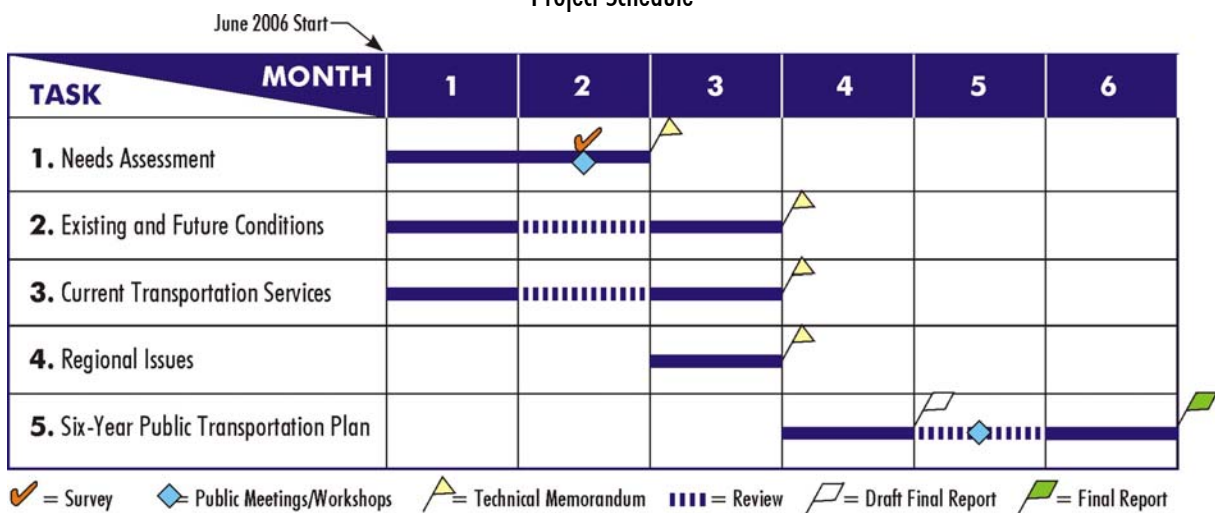 Project Schedule
June 2006 Start
MONTH
TASK
1 2 3 4 5 6
1. Needs Assessment
2. Existing and Future Conditions
3. Current Transportation Services
4. Regional Issues
5. Six-Year Public Transportation Plan
= Survey = Public Meetings/Workshops = Technical Memorandum = Review = Draft Final Report = Final Report